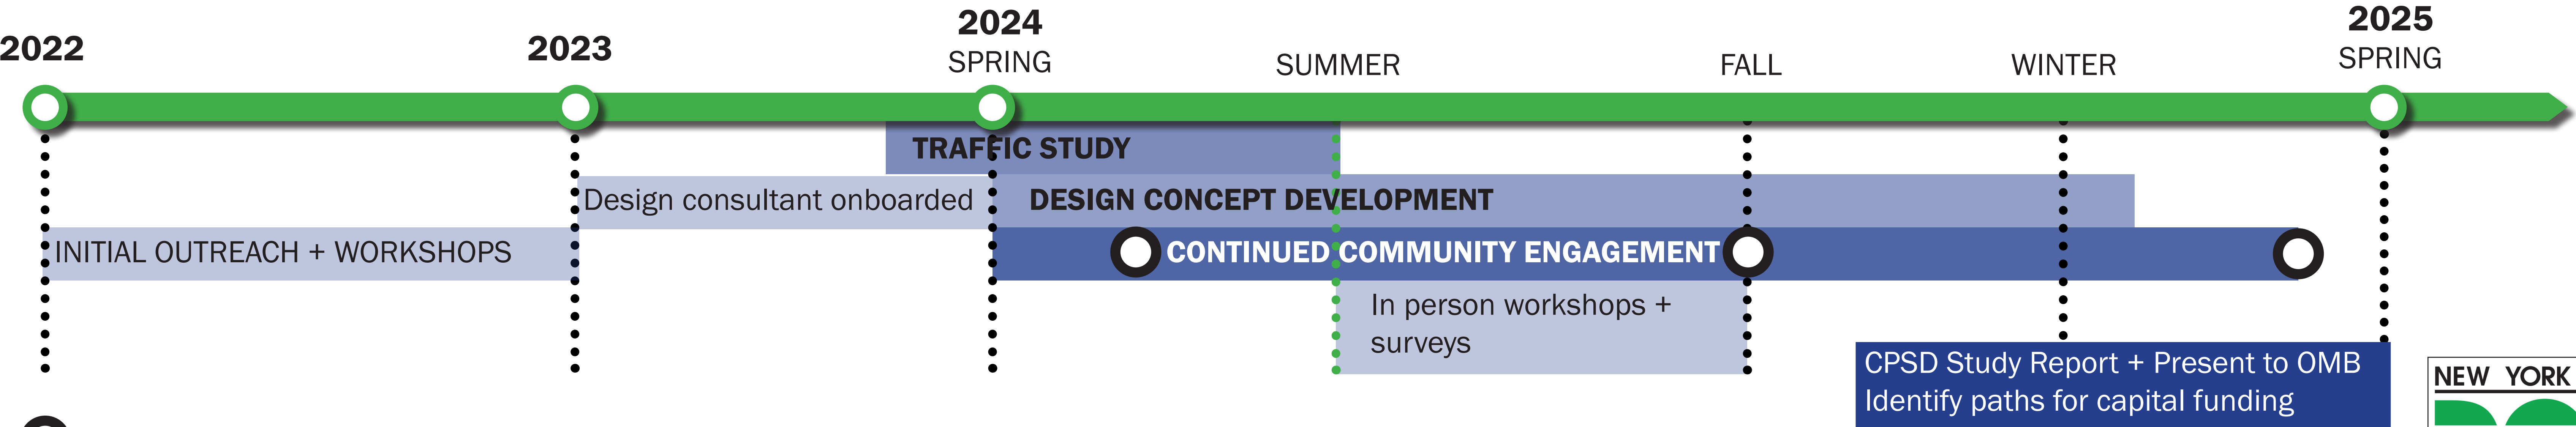 2022
2023
2024
SPRING
SUMMER
FALL
WINTER
2025
SPRING
TRAFFIC STUDY
Design consultant onboarded
DESIGN CONCEPT DEVELOPMENT
INITIAL OUTREACH + WORKSHOPS
CONTINUED COMMUNITY ENGAGEMENT
In person workshops +
surveys
CPSD Study Report + Present to OMB
Identify paths for capital funding
NEW YORK